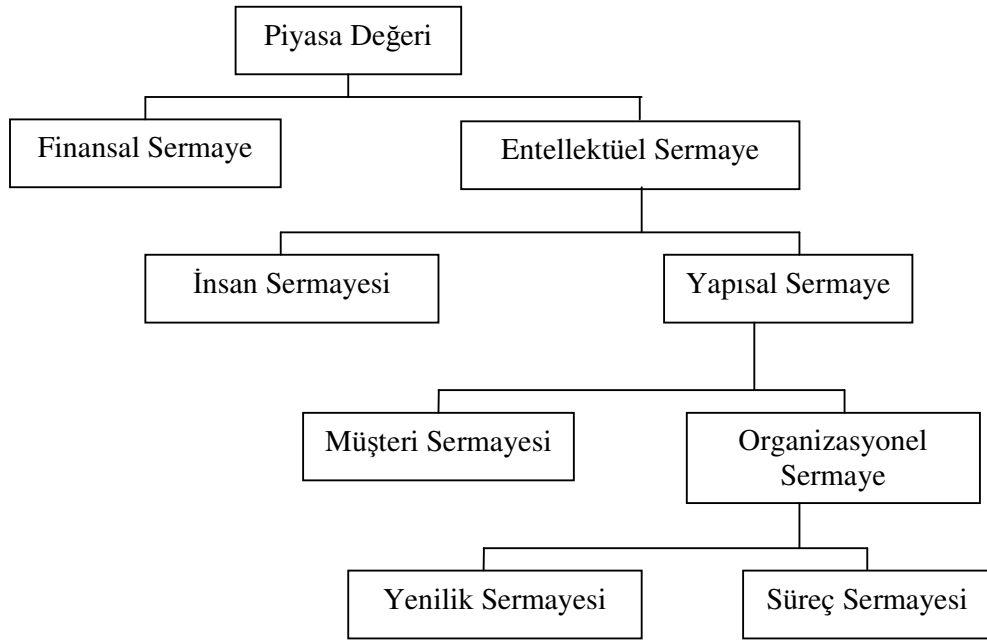 Piyasa Değeri
Finansal Sermaye
Entellektüel Sermaye
İnsan Sermayesi
Yapısal Sermaye
Müşteri Sermayesi
Organizasyonel
Sermaye
Yenilik Sermayesi
Süreç Sermayesi